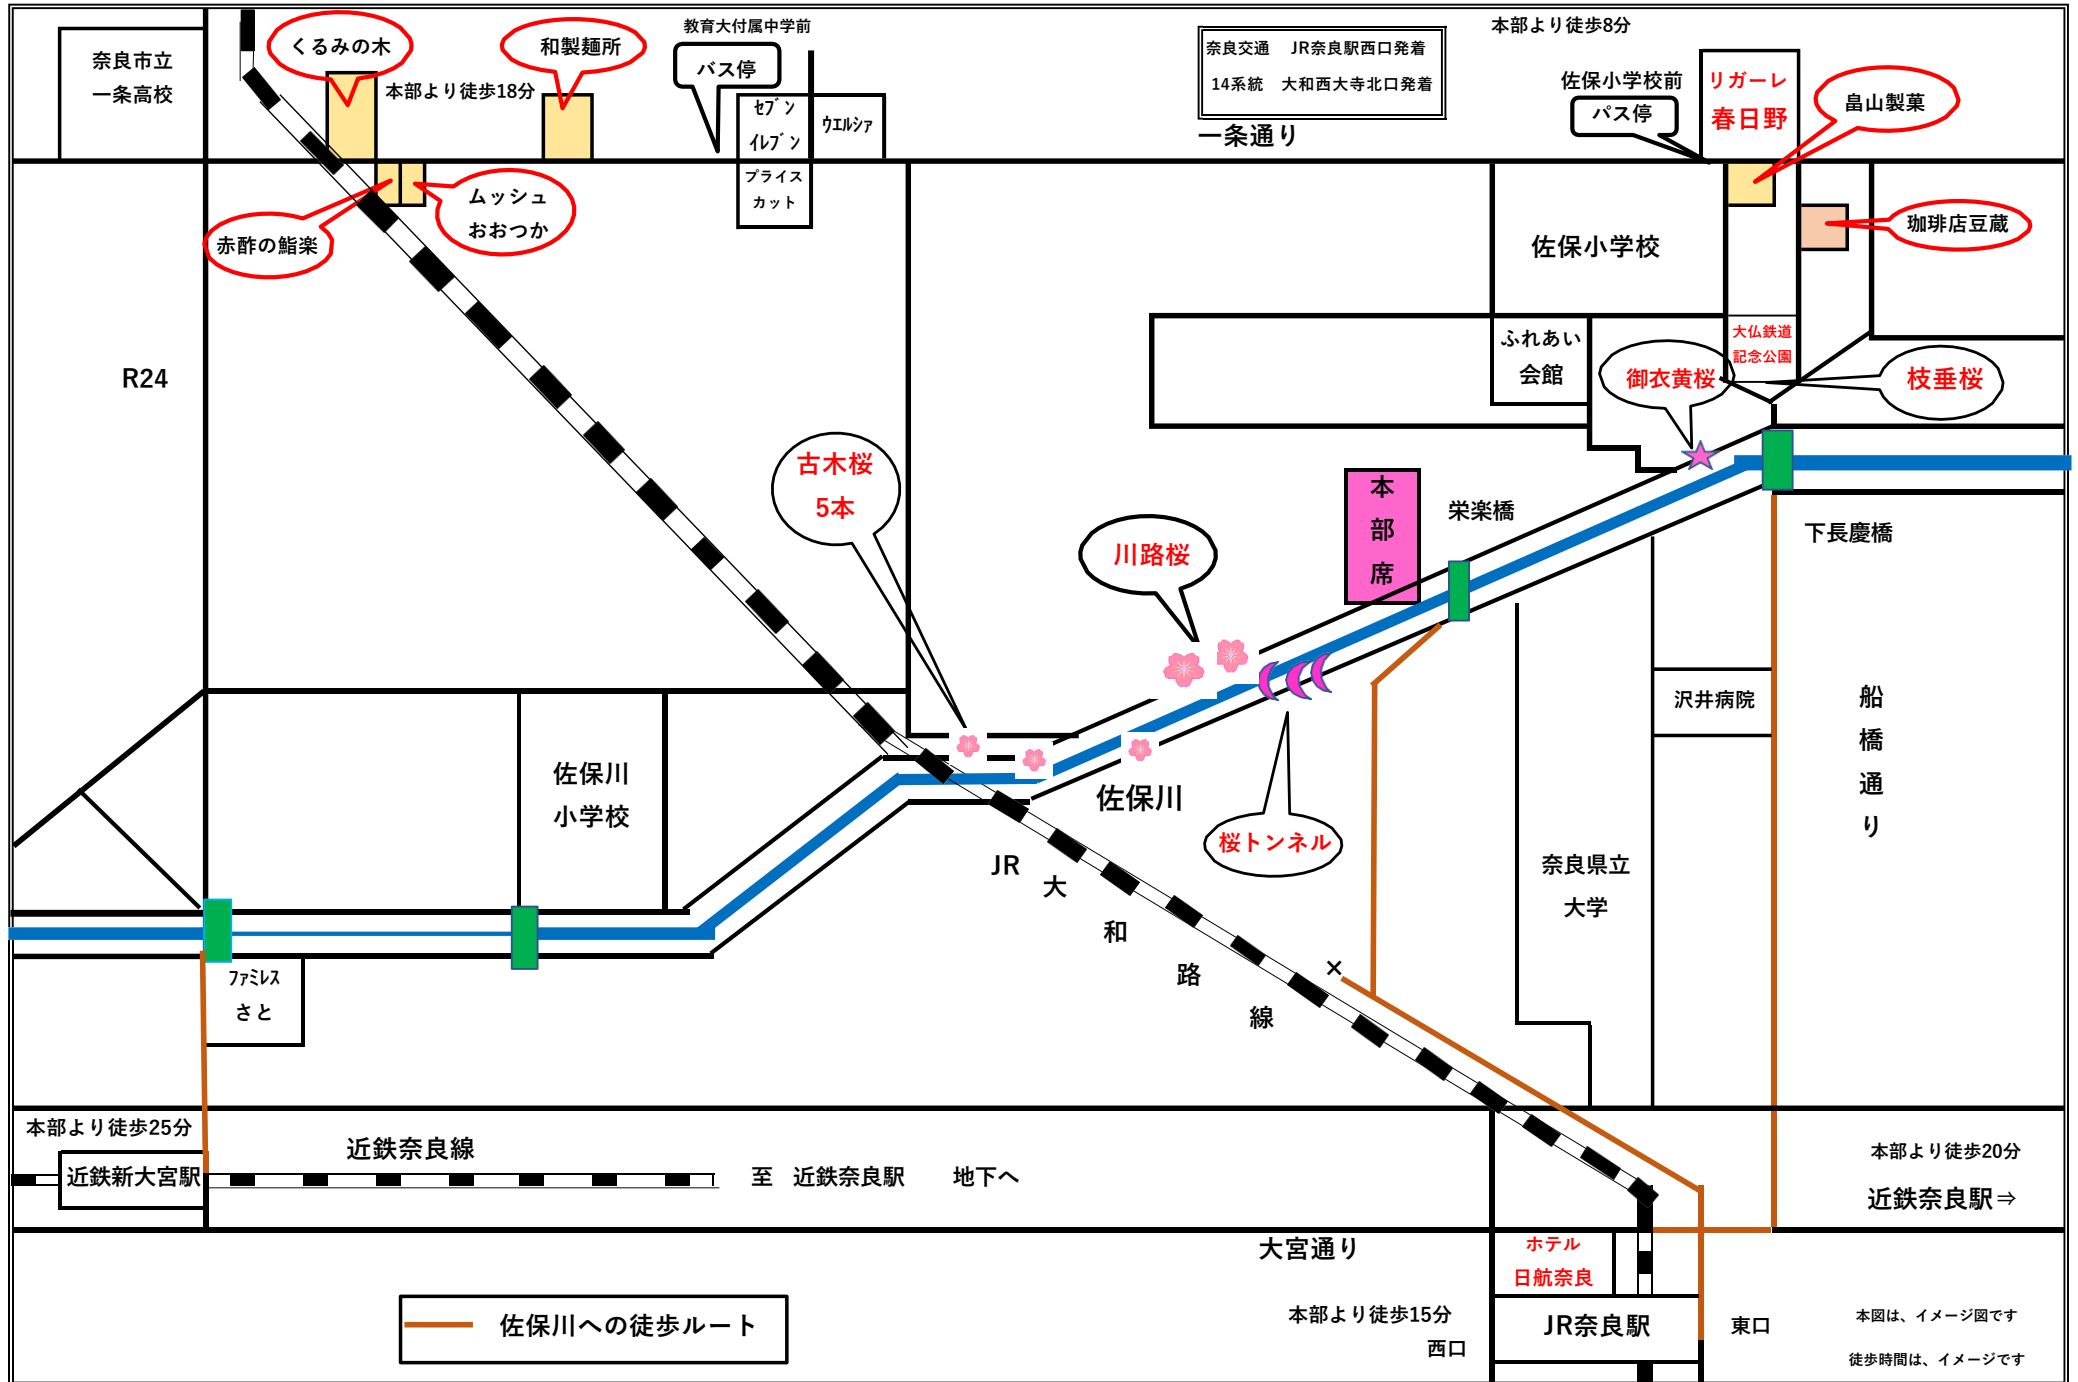 教育大付属中学前
本部より徒歩8分
奈良市立
一条高校
くるみの木
和製麺所
バス停
奈良交通 JR奈良駅西口発着
14系統 大和西大寺北口発着
佐保小学校前
バス停
リガーレ
春日野
畠山製菓
本部より徒歩18分
セブン
イレブン
ウエルシァ
一条通り
プライス
カット
ムッシュ
おおつか
赤酢の鮨楽
佐保小学校
珈琲店豆蔵
R24
ふれあい
会館
大仏鉄道
記念公園
御衣黄桜
枝垂桜
古木桜
5本
本
部
席
栄楽橋
下長慶橋
川路桜
沢井病院
船
橋
通
り
佐保川
小学校
佐保川
桜トンネル
JR
大
和
路
線
奈良県立
大学
×
ファミレス
さと
本部より徒歩25分
近鉄奈良線
近鉄新大宮駅
至 近鉄奈良駅 地下へ
本部より徒歩20分
近鉄奈良駅⇒
大宮通り
ホテル
日航奈良
本部より徒歩15分
西口
JR奈良駅
東口
佐保川への徒歩ルート
本図は、イメージ図です
徒歩時間は、イメージです